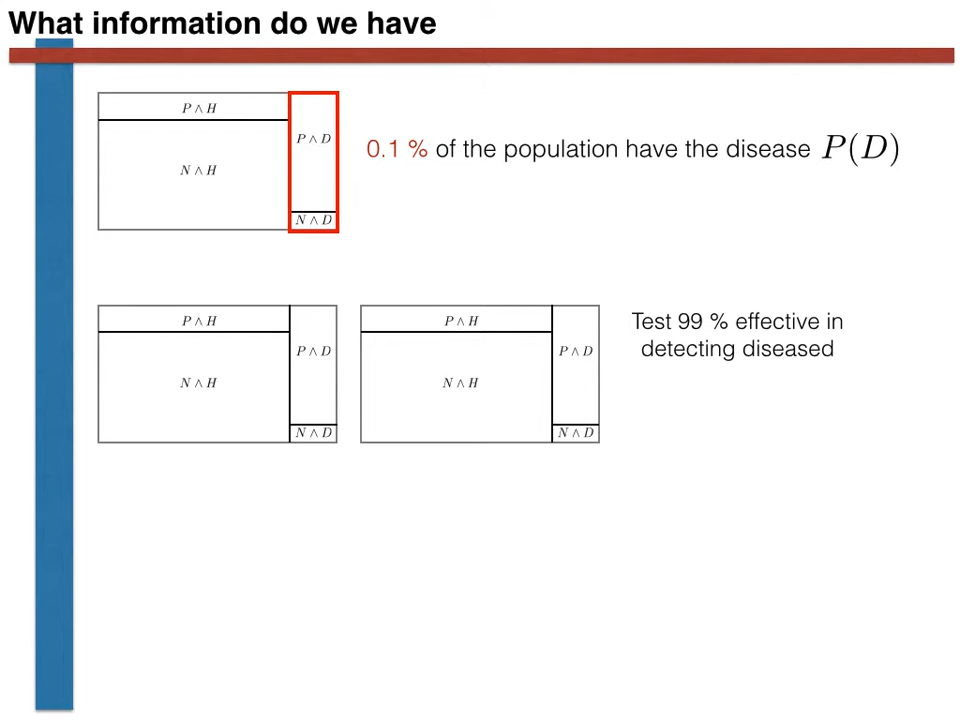 What information do we have
P ∧ H
P ∧ D
N ∧ H
N ∧ D
0.1 % of the population have the disease P(D)
P ∧ H
P ∧ D
N ∧ H
N ∧ D
P ∧ H
P ∧ D
N ∧ H
N ∧ D
Test 99 % effective in
detecting diseased